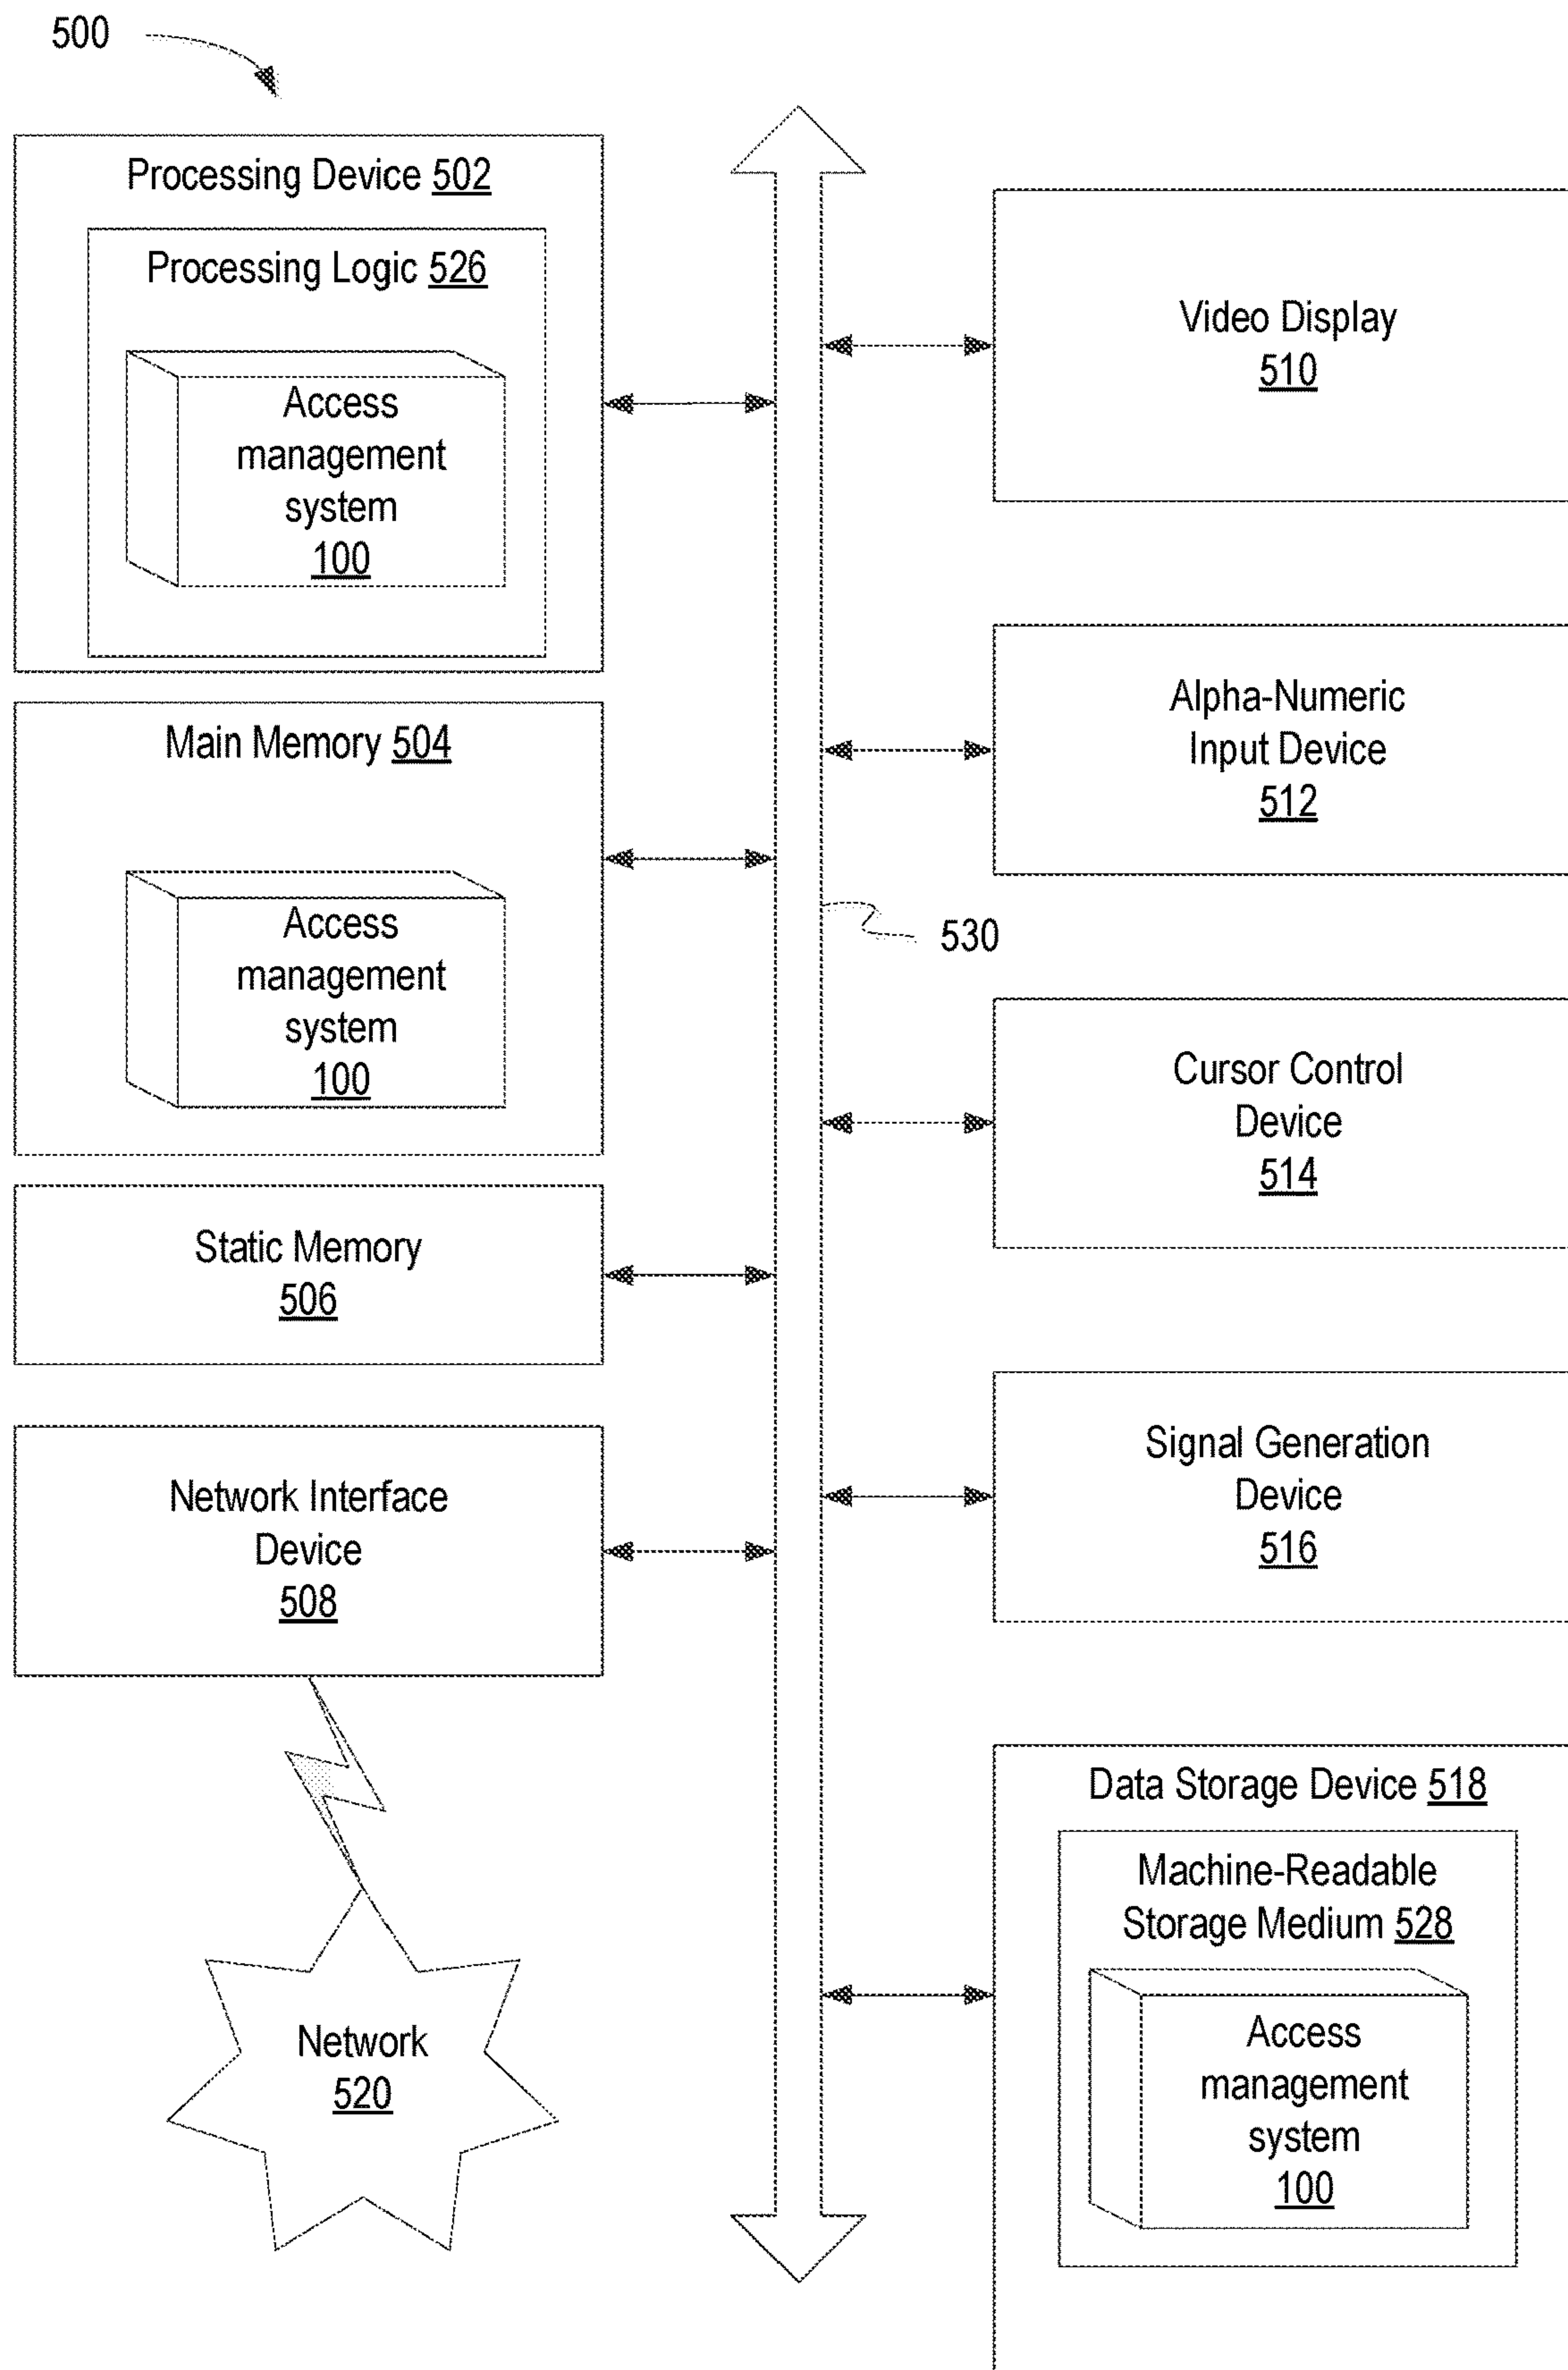 500
Processing Device 502
Processing Logic 526
Access
management
system
100
Main Memory 504
Access
management
system
100
Static Memory
506
Network Interface
Device
508
Network
520
530
Video Display
510
Alpha-Numeric
Input Device
512
Cursor Control
Device
514
Signal Generation
Device
516
Data Storage Device 518
Machine-Readable
Storage Medium 528
Access
management
system
100